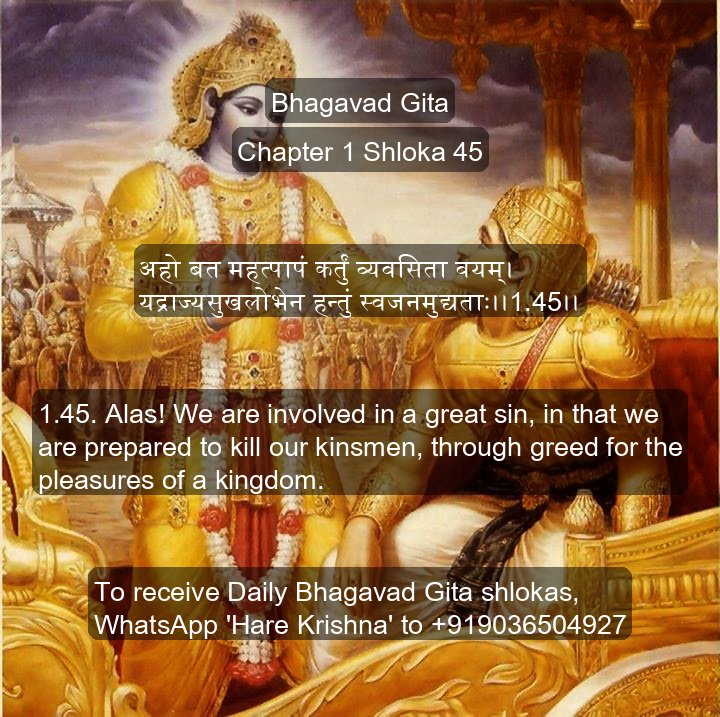 Bhagavad Gita
Chapter 1 Shloka 45
अहो बत महत्पापं कर्तुं व्यवसिता वयम्।
यद्राज्यसुखलोभेन हन्तुं स्वजनमुद्यताः।।1.45।।
1.45. Alas! We are involved in a great sin, in that we
are prepared to kill our kinsmen, through greed for the
pleasures of a kingdom.
To receive Daily Bhagavad Gita shlokas,
WhatsApp 'Hare Krishna' to +919036504927